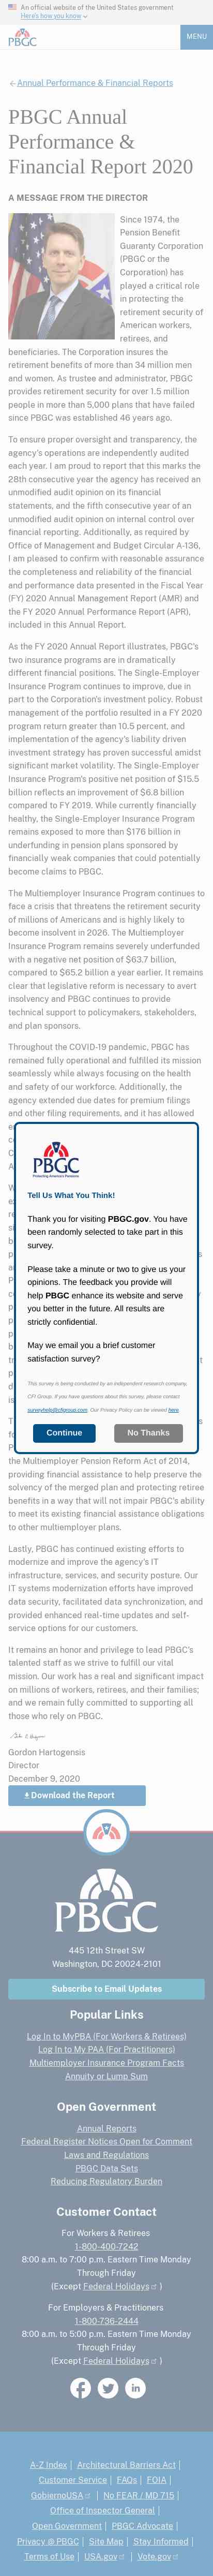 An official website of the United States government
Here's how you know
PBGC
MENU
Annual Performance & Financial Reports
PBGC Annual
Performance &
Financial Report 2020
A MESSAGE FROM THE DIRECTOR
Since 1974, the
Pension Benefit
Guaranty Corporation
(PBGC or the
Corporation) has
played a critical role
in protecting the
retirement security of
American workers,
retirees, and
beneficiaries. The Corporation insures the
retirement benefits of more than 34 million men
and women. As trustee and administrator, PBGC
provides retirement security for over 1.5 million
people in more than 5,000 plans that have failed
since PBGC was established 46 years ago.
To ensure proper oversight and transparency, the
agency's operations are independently audited
each year. I am proud to report that this marks the
28th consecutive year the agency has achieved
an unmodified opinion on its financial
statements, and the fifth consecutive year of an
unmodified opinion on internal controls over
financial reporting. Additionally, as required by
Office of Management and Budget Circular A-136,
I am pleased to confirm the reasonable assurance
of completeness and reliability of the financial
and performance data presented in the Fiscal Year
(FY) 2020 Annual Management Report (AMR) and
the FY 2020 Annual Performance Report (APR),
included in this Annual Report.
As the FY 2020 Annual Report illustrates, PBGC's
two insurance programs are in dramatically
different financial situations. The Single-
Employer Program continues to improve, in part
due to the Corporation's investment policy. Robust
management of the portfolio resulted in a FY 2020
program return of more than 10.5 percent, an
investment strategy which has proven successful
amidst significant market volatility. The Single-
Employer Program's positive net position of $15.5
billion reflects an improvement of $6.8 billion
compared to FY 2019. While currently financially
healthy, the Single-Employer Insurance Program
remains exposed to more than $176 billion in
underfunding in pension plans sponsored by
financially weak companies that could potentially
become claims to PBGC.
The Multiemployer Insurance Program continues
to face a crisis that threatens the retirement
security of millions of Americans and is highly
likely to become insolvent in 2026. The
Multiemployer Program remains severely
underfunded with a negative net position of $63.7 billion,
compared to $65.2 billion a year earlier. It remains
clear that legislative reform is necessary to avert
insolvency and PBGC continues to provide
technical support to policymakers, stakeholders,
and plan sponsors.
Throughout the COVID-19 pandemic, PBGC has
remained fully operational and fulfilled its mission
seamlessly while always focusing on the health
and safety of our workforce. Additionally, the
agency extended due dates for premium filings
and other filing requirements, and it has allowed
PBGC
Protecting America's Pensions
Tell Us What You Think!
Thank you for visiting PBGC.gov. You have
been randomly selected to take part in this
survey.
Please take a minute or two to give us your
opinions. The feedback you provide will
help PBGC enhance its website and serve
you better in the future. All results are
strictly confidential.
May we email you a brief customer
satisfaction survey?
This survey is being conducted by an independent research company,
CFI Group. If you have questions about this survey, please contact
surveyhelp@cfigroup.com. Our Privacy Policy can be viewed here.
Continue
No Thanks
the Multiemployer Pension Reform Act of 2014,
providing financial assistance to help extend the
solvency of troubled plans and protect retirees
in a way that will not impair PBGC's ability to
meets its existing financial assistance obligations
to other multiemployer plans.
Lastly, PBGC has continued existing efforts to
modernize and improve the agency's IT
infrastructure, services, and security posture. Our
IT systems modernization efforts improved data
security, facilitated data synchronization, and
provided enhanced real-time updates and self-
service options for our customers.
It remains an honor and privilege to lead PBGC's
talented staff as we strive to fulfill our vital
mission. Our work has a real and significant impact
on millions of workers, retirees, and their families;
and we remain fully committed to supporting all
those who rely on PBGC.
Gordon Hartogensis
Director
December 9, 2020
Download the Report
PBGC
445 12th Street SW
Washington, DC 20024-2101
Subscribe to Email Updates
Popular Links
Log In to MyPBA (For Workers & Retirees)
Log In to My PAA (For Practitioners)
Multiemployer Insurance Program Facts
Annuity or Lump Sum
Open Government
Annual Reports
Federal Register Notices Open for Comment
Laws and Regulations
PBGC Data Sets
Reducing Regulatory Burden
Customer Contact
For Workers & Retirees
1-800-400-7242
8:00 a.m. to 7:00 p.m. Eastern Time Monday
Through Friday
(Except Federal Holidays )
For Employers & Practitioners
1-800-736-2444
8:00 a.m. to 5:00 p.m. Eastern Time Monday
Through Friday
(Except Federal Holidays )
A-Z Index | Architectural Barriers Act |
Customer Service | FAQs | FOIA |
GobiernoUSA | No FEAR / MD 715 |
Office of Inspector General |
Open Government | PBGC Advocate |
Privacy @ PBGC | Site Map | Stay Informed |
Terms of Use | USA.gov | Vote.gov